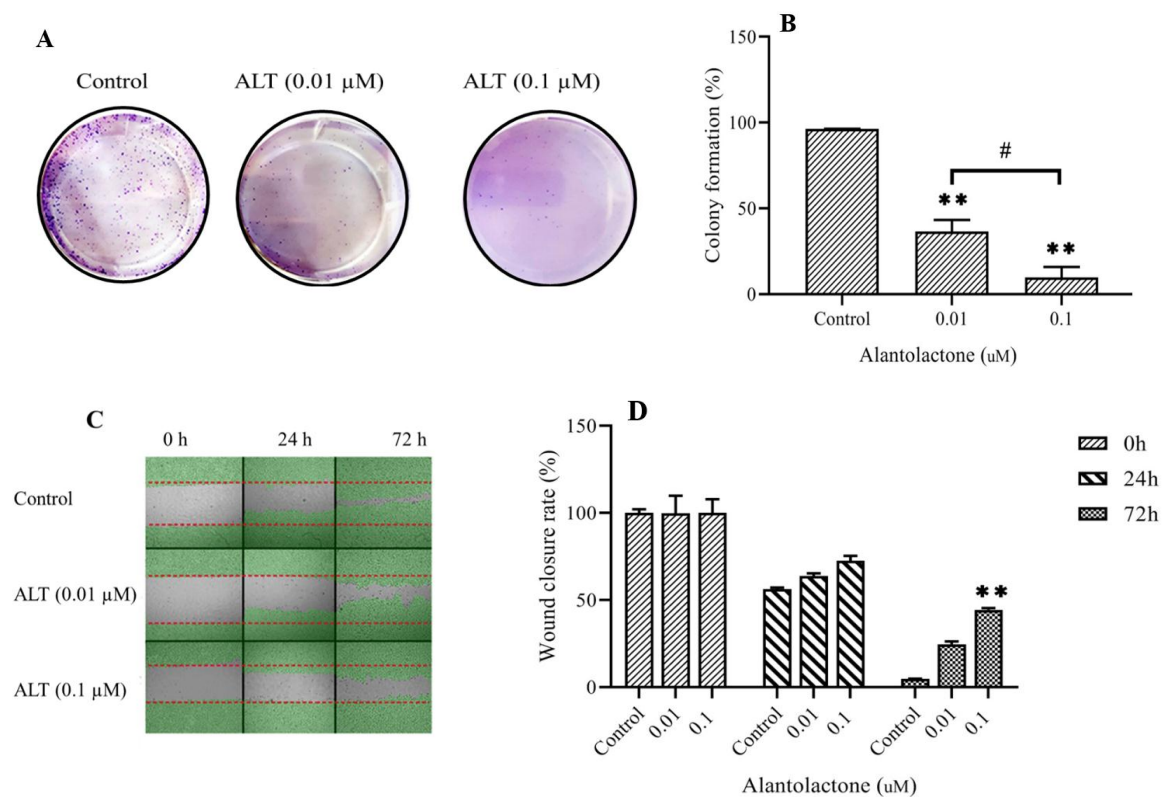 A
Control
ALT (0.01 µM)
ALT (0.1 µM)
B
Colony formation (%)
150
100
50
0
#
**
**
Control
0.01
0.1
Alantolactone (uM)
C
0 h
24 h
72 h
Control
ALT (0.01 µM)
ALT (0.1 µM)
D
Wound closure rate (%)
150
100
50
0
**
0h
24h
72h
Control
0.01
0.1
Control
0.01
0.1
Control
0.01
0.1
Alantolactone (uM)